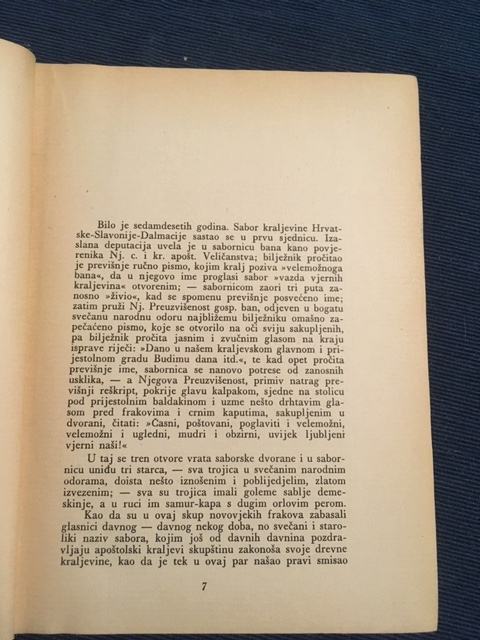 Bilo je sedamdesetih godina. Sabor kraljevine Hrvat-
ske-Slavonije-Dalmacije sastao se u prvu sjednicu. Iza-
slana deputacija uvela je u sabornicu bana kano povje-
renika Nj. c. i kr. apošt. Veličanstva; bilježnik pročitao
je previšnje ručno pismo, kojim kralj poziva »velemožnoga
bana«, da u njegovo ime proglasi sabor »vazda vjernih
kraljevina« otvorenim; — sabornicom zaori tri puta za-
nosno »živio«, kad se spomenu previšnje posvećeno ime;
zatim pruži Nj. Preuzvišenost gosp. ban, odjeven u bogatu
svečanu narodnu odoru najbližemu bilježniku omašno za-
pečaćeno pismo, koje se otvorilo na oči sviju sakupljenih,
pa bilježnik pročita jasnim i zvučnim glasom na kraju
isprave riječi: »Dano u našem kraljevskom glavnom i pri-
jestolnom gradu Budimu dana itd.«, te kad opet pročita
previšnje ime, sabornica se nanovo potrese od zanosnih
usklika, — a Njegova Preuzvišenost, primiv natrag pre-
višnji reškript, pokrije glavu kalpakom, sjedne na stolicu
pod prijestolnim baldakinom i uzme nešto drhtavim gla-
som pred frakovima i crnim kaputima, sakupljenim u
dvorani, čitati: »Časni, poštovani, poglaviti i velemožni,
velemožni i ugledni, mudri i obzirni, uvijek ljubljeni
vjerni naši!«
U taj se tren otvore vrata saborske dvorane i u sabor-
nicu uniđu tri starca, — sva trojica u svečanim narodnim
odorama, doista nešto iznošenim i poblijedjelim, zlatom
izvezenim; — sva su trojica imali goleme sablje deme-
skinje, a u ruci im samur-kapa s dugim orlovim perom.
Kao da su u ovaj skup novovjekih frakova zabasali
glasnici davnog — davnog nekog doba, no svečani i staro-
liki naziv sabora, kojim još od davnih davnina pozdra-
vljaju apoštolski kraljevi skupštinu zakonoša svoje drevne
kraljevine, kao da je tek u ovaj par našao pravi smisao
7